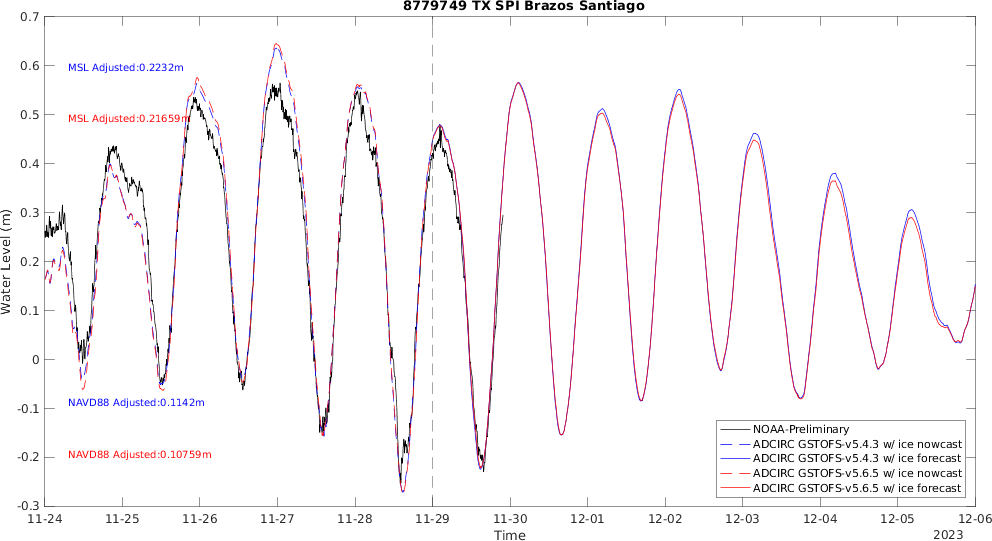 8779749 TX SPI Brazos Santiago
0.7
0.6
0.5
0.4
0.3
0.2
0.1
0
-0.1
-0.2
-0.3
Water Level (m)
MSL Adjusted:0.2232m
MSL Adjusted:0.21659m
NAVD88 Adjusted:0.1142m
NAVD88 Adjusted:0.10759m
NOAA-Preliminary
ADCIRC GSTOFS-v5.4.3 w/ ice nowcast
ADCIRC GSTOFS-v5.4.3 w/ ice forecast
ADCIRC GSTOFS-v5.6.5 w/ ice nowcast
ADCIRC GSTOFS-v5.6.5 w/ ice forecast
11-24 11-25 11-26 11-27 11-28 11-29 11-30 12-01 12-02 12-03 12-04 12-05 12-06
Time
2023